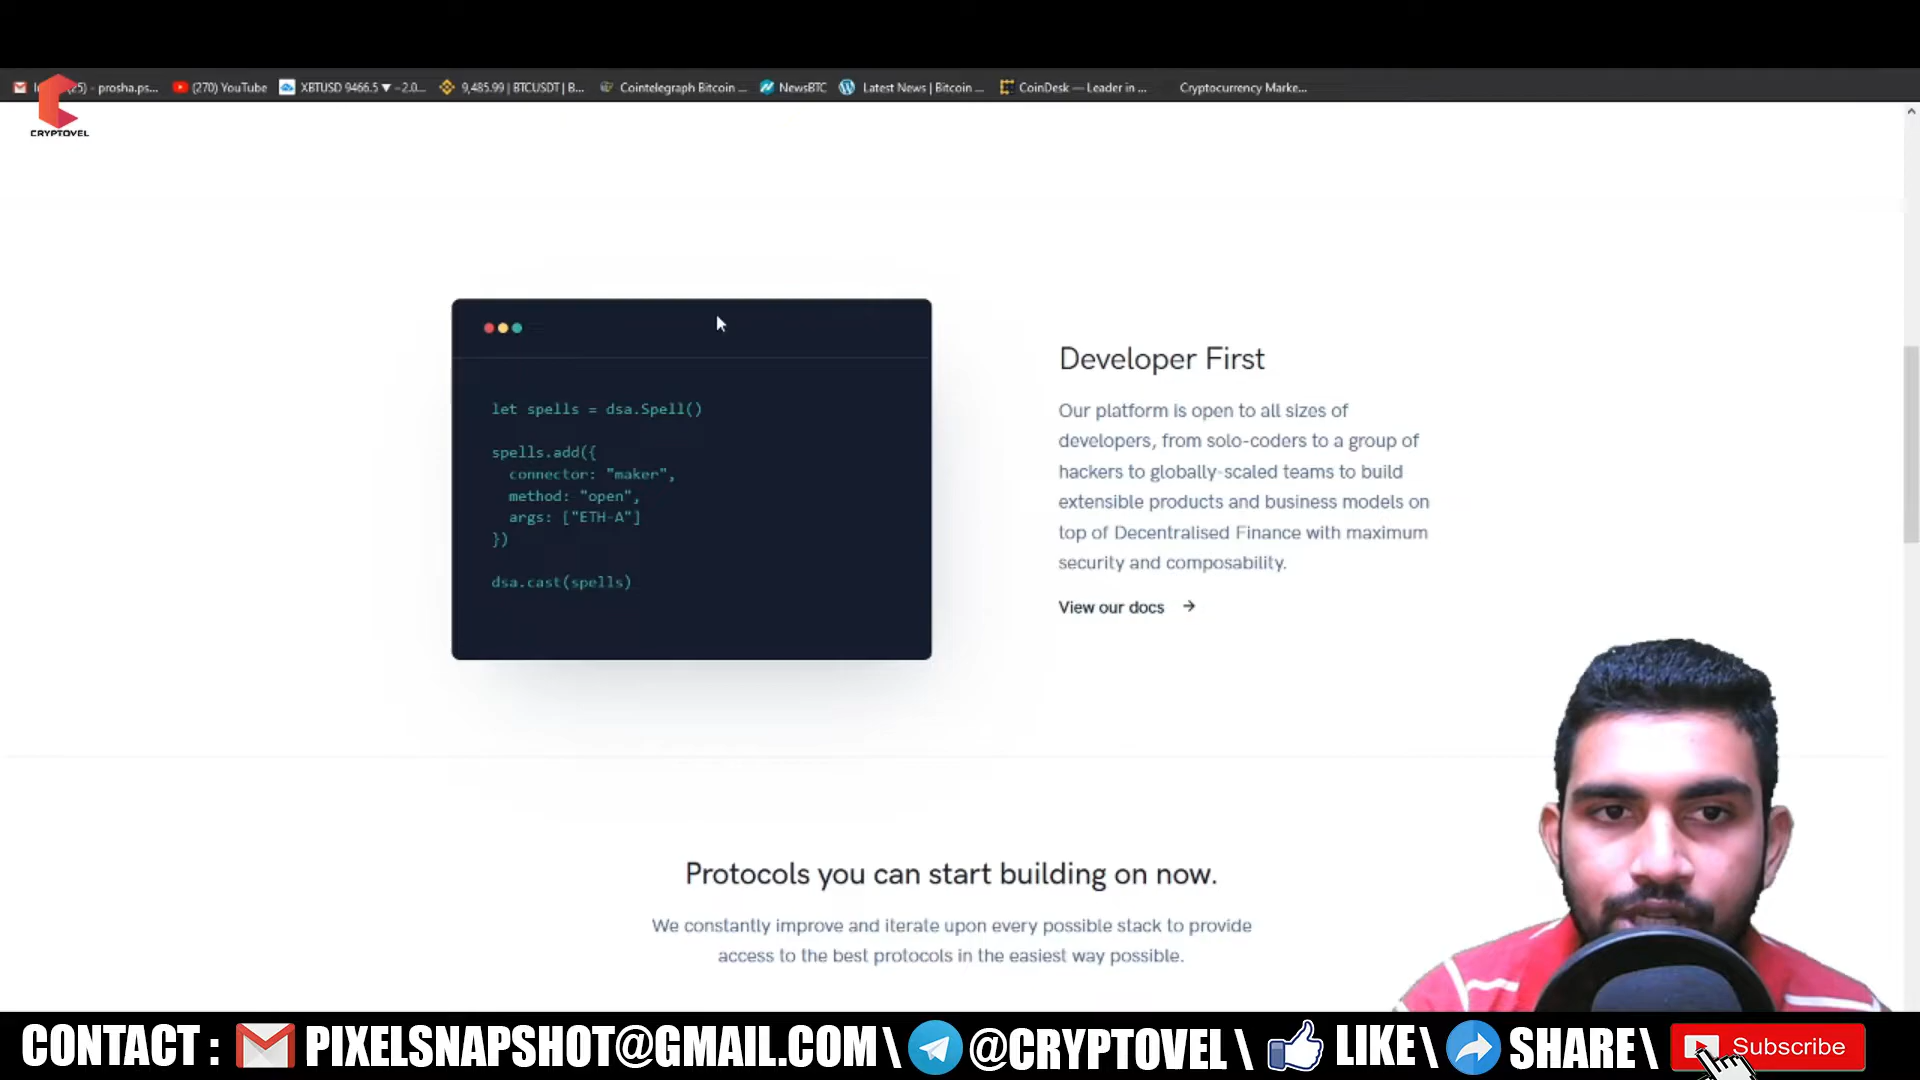 (25) - prosha.ps... (270) YouTube XBTUSD 9466.5 ▼ -2.0... 9,485.99 | BTCUSDT | B... Cointelegraph Bitcoin ... NewsBTC Latest News | Bitcoin ... CoinDesk — Leader in ... Cryptocurrency Marke...
CRYPTOVEL
let spells = dsa.Spell()
spells.add({
connector: "maker",
method: "open",
args: ["ETH-A"]
})
dsa.cast(spells)
Developer First
Our platform is open to all sizes of
developers, from solo-coders to a group of
hackers to globally-scaled teams to build
extensible products and business models on
top of Decentralised Finance with maximum
security and composability.
View our docs →
Protocols you can start building on now.
We constantly improve and iterate upon every possible stack to provide
access to the best protocols in the easiest way possible.
CONTACT : PIXELSNAPSHOT@GMAIL.COM \ @CRYPTOVEL \ LIKE \ SHARE \ Subscribe